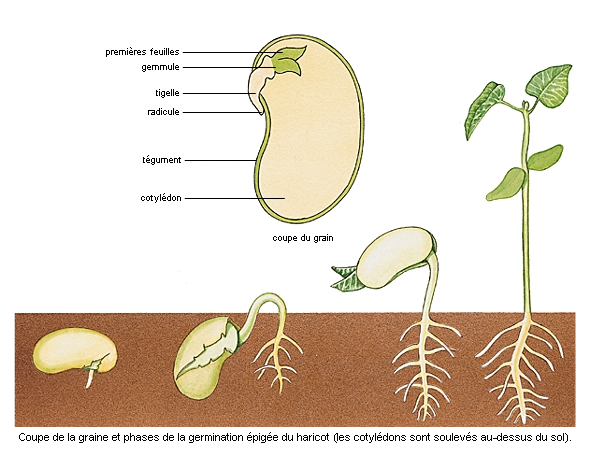 premières feuilles
gemmule
tigelle
radicule
tégument
cotylédon
coupe du grain
Coupe de la graine et phases de la germination épigée du haricot (les cotylédons sont soulevés au-dessus du sol).